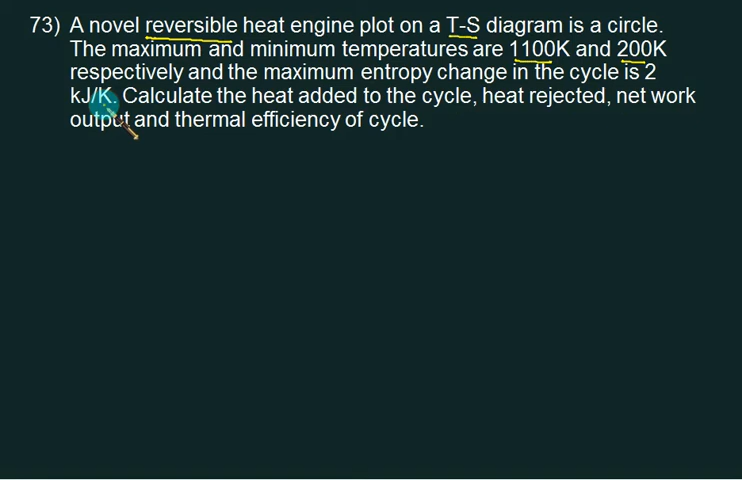 73) A novel reversible heat engine plot on a T-S diagram is a circle.
The maximum and minimum temperatures are 1100K and 200K
respectively and the maximum entropy change in the cycle is 2
kJ/K. Calculate the heat added to the cycle, heat rejected, net work
output and thermal efficiency of cycle.